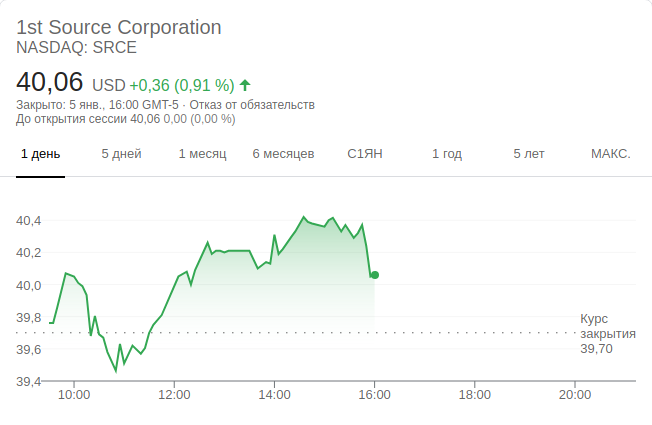 1st Source Corporation
NASDAQ: SRCE
40,06 USD +0,36 (0,91 %)
Закрыто: 5 янв., 16:00 GMT-5 · Отказ от обязательств
До открытия сессии 40,06 0,00 (0,00 %)
1 день 5 дней 1 месяц 6 месяцев С1ЯН 1 год 5 лет МАКС.
40,4
40,2
40,0
39,8
39,6
39,4
Курс
закрытия
39,70
10:00 12:00 14:00 16:00 18:00 20:00